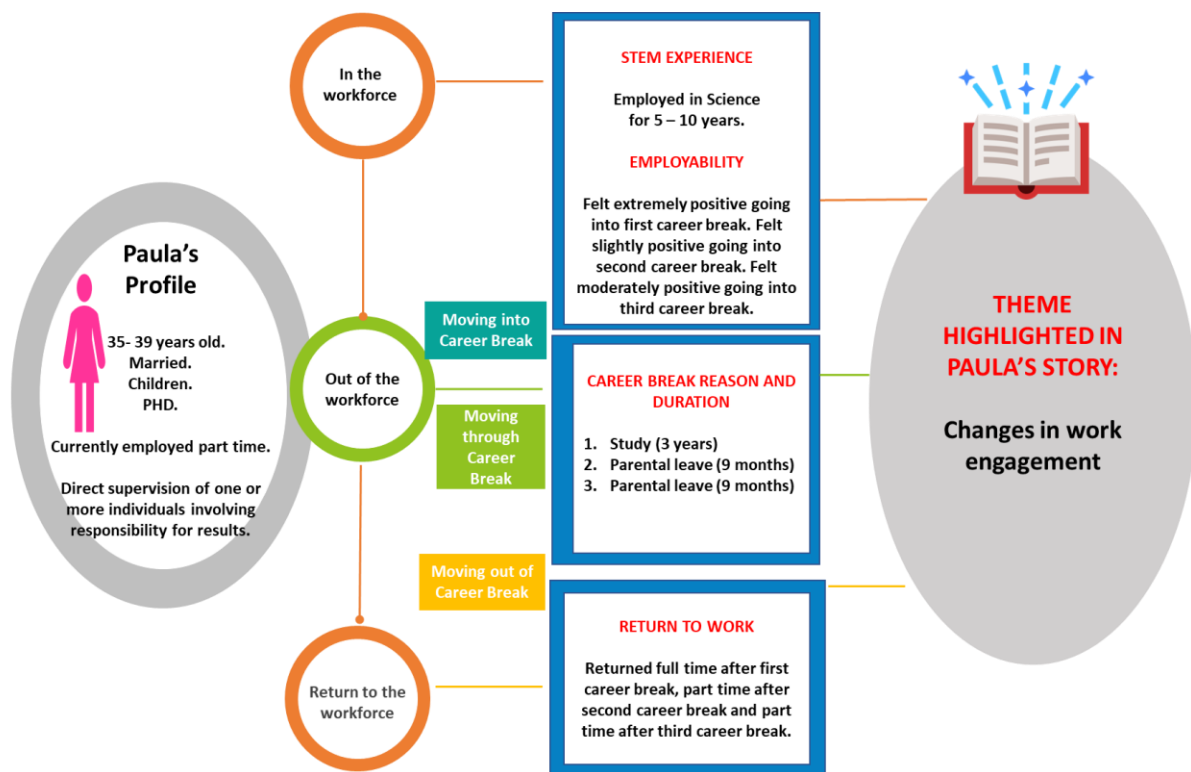 Paula's
Profile
35- 39 years old.
Married.
Children.
PHD.
Currently employed part time.
Direct supervision of one or
more individuals involving
responsibility for results.
In the
workforce
Out of the
workforce
Return to the
workforce
Moving into
Career Break
Moving
through
Career
Break
Moving out of
Career Break
STEM EXPERIENCE
Employed in Science
for 5 – 10 years.
EMPLOYABILITY
Felt extremely positive going
into first career break. Felt
slightly positive going into
second career break. Felt
moderately positive going into
third career break.
CAREER BREAK REASON AND
DURATION
1. Study (3 years)
2. Parental leave (9 months)
3. Parental leave (9 months)
RETURN TO WORK
Returned full time after first
career break, part time after
second career break and part
time after third career break.
THEME
HIGHLIGHTED IN
PAULA'S STORY:
Changes in work
engagement